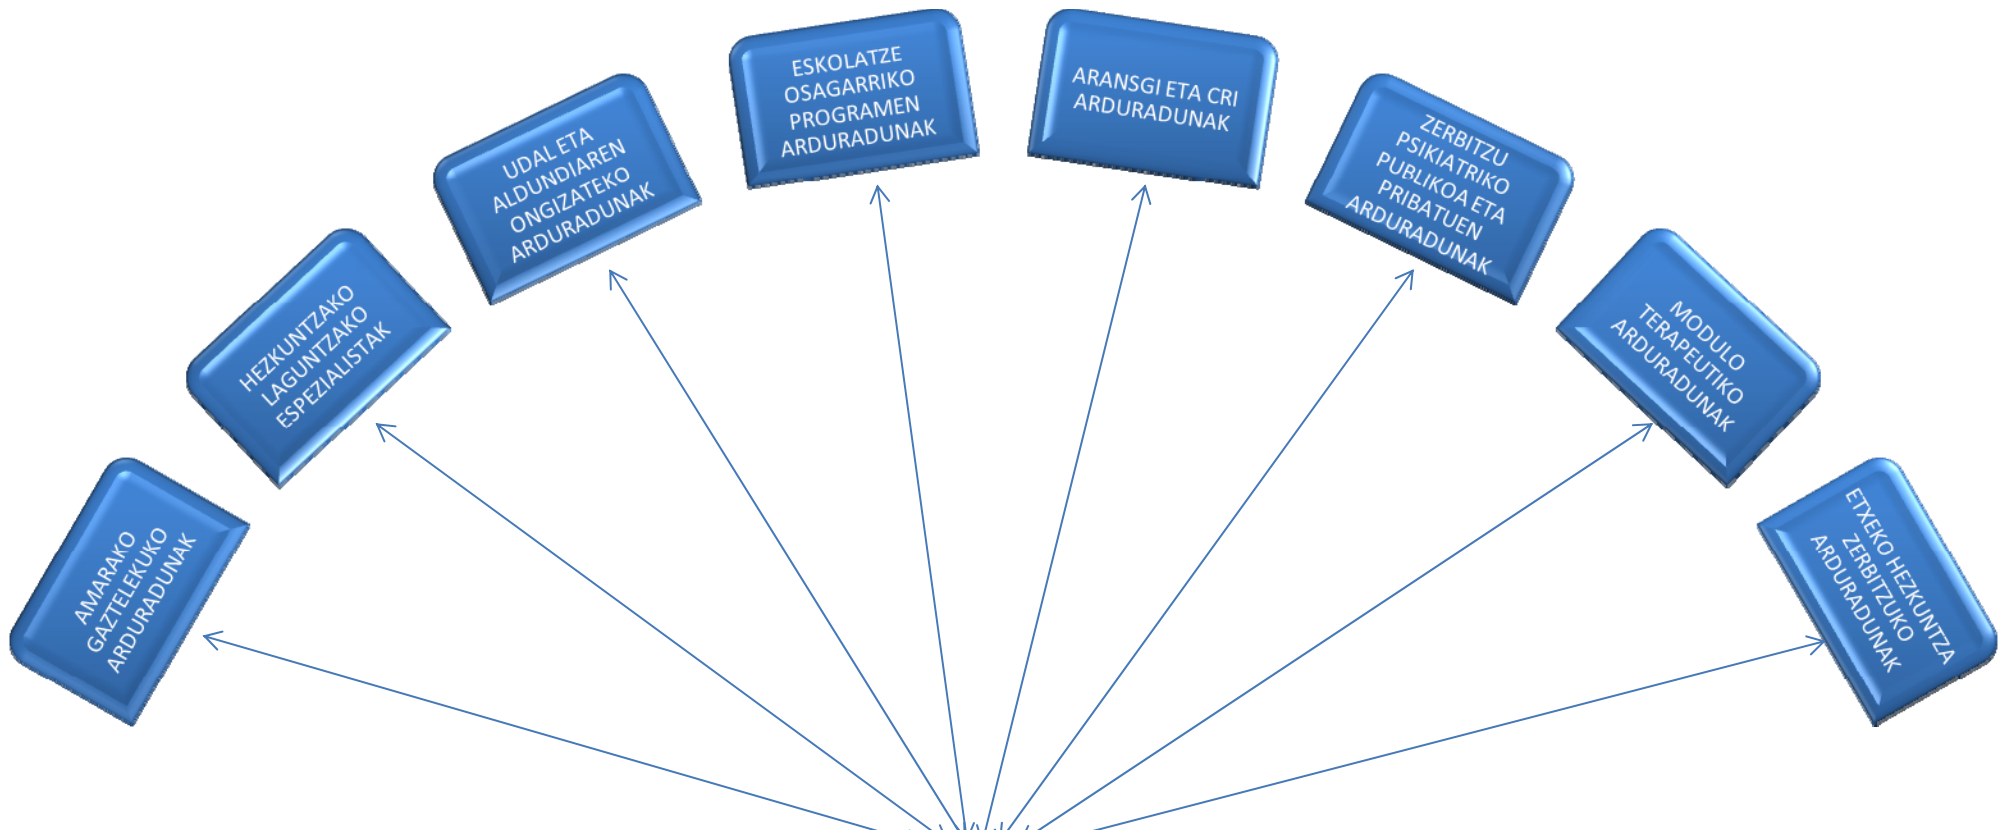 AMARAKO
GAZTELEKUKO
ARDURADUNAK
HEZKUNTZAKO
LAGUNTZAKO
ESPEZIALISTAK
UDAL ETA
ALDUNDIAREN
ONGIZATEKO
ARDURADUNAK
ESKOLATZE
OSAGARRIKO
PROGRAMEN
ARDURADUNAK
ARANSGI ETA CRI
ARDURADUNAK
ZERBITZU
PSIKIATRIKO
PUBLIKOA ETA
PRIBATUEN
ARDURADUNAK
MODULO
TERAPEUTIKO
ARDURADUNAK
ETXEKO HEZKUNTZA
ZERBITZUKO
ARDURADUNAK